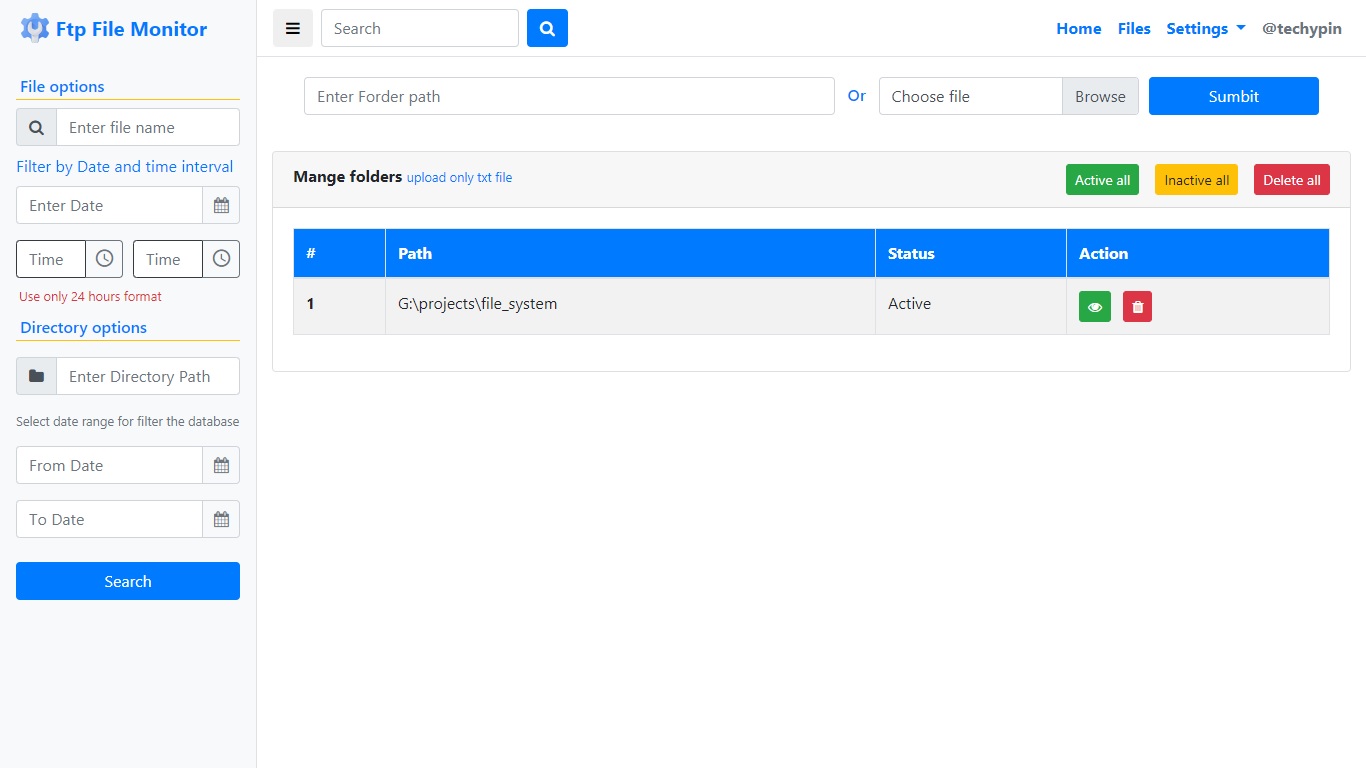 Ftp File Monitor
File options
Enter file name
Filter by Date and time interval
Enter Date
Time Time
Use only 24 hours format
Directory options
Enter Directory Path
Select date range for filter the database
From Date
To Date
Search
Search
Home Files Settings @techypin
Enter Forder path Or Choose file Browse Sumbit
Mange folders upload only txt file Active all Inactive all Delete all
# Path Status Action
1 G:\projects\file_system Active